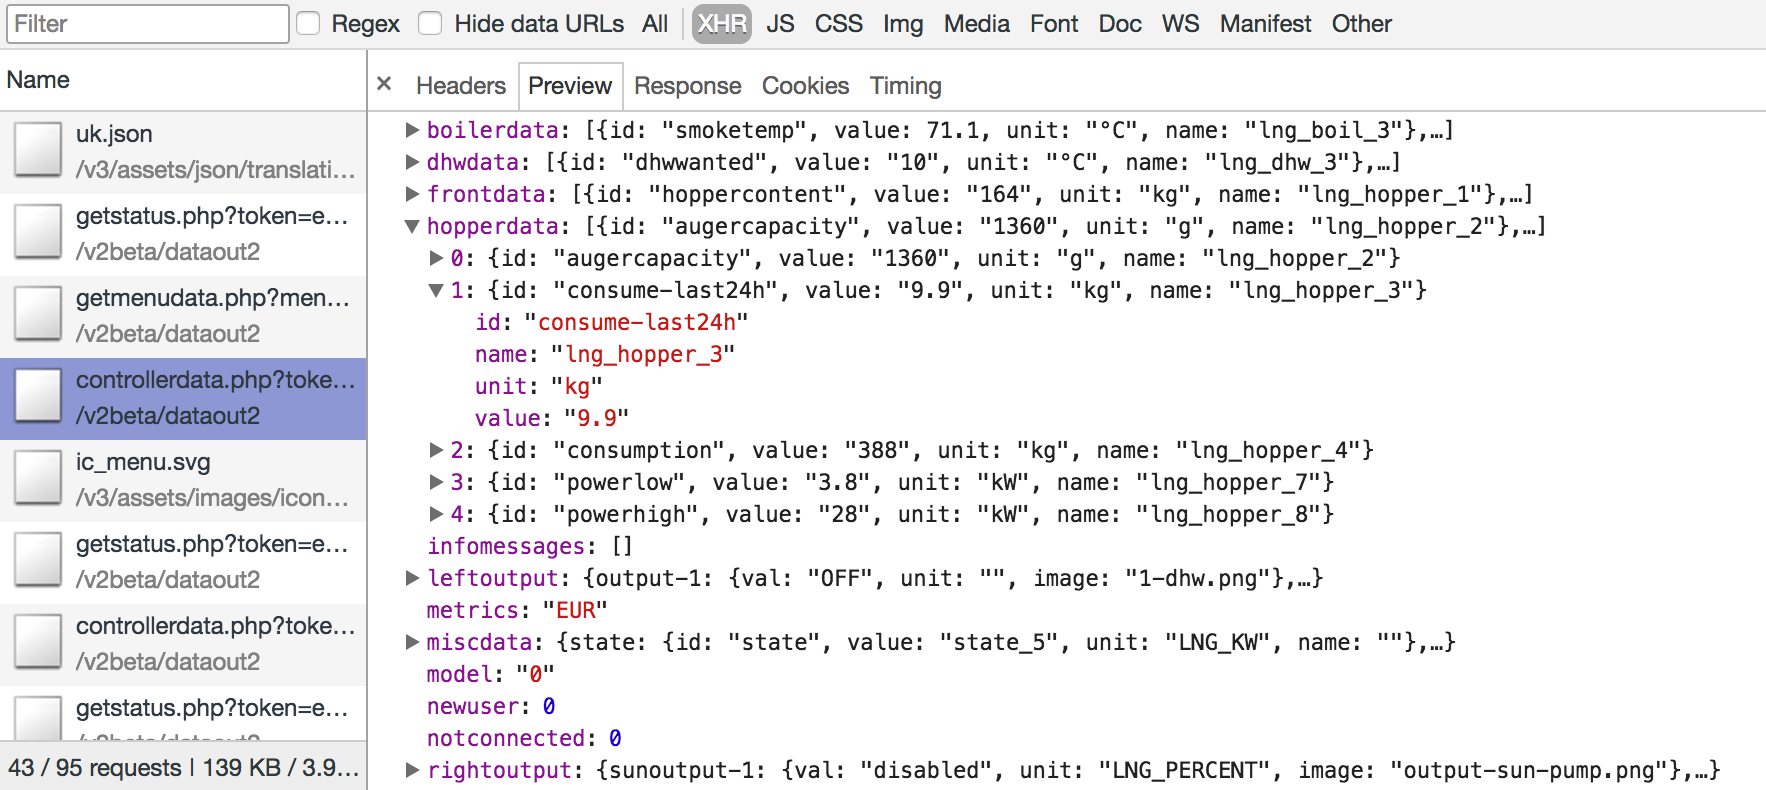 Filter Regex Hide data URLs All XHR JS CSS Img Media Font Doc WS Manifest Other
Name
uk.json
/v3/assets/json/translati…
getstatus.php?token=e…
/v2beta/dataout2
getmenudata.php?men…
/v2beta/dataout2
controllerdata.php?toke…
/v2beta/dataout2
ic_menu.svg
/v3/assets/images/icon…
getstatus.php?token=e…
/v2beta/dataout2
controllerdata.php?toke…
/v2beta/dataout2
getstatus.php?token=e…
/v2beta/dataout2
43 / 95 requests | 139 KB / 3.9…
× Headers Preview Response Cookies Timing
boilerdata: [{id: "smoketemp", value: 71.1, unit: "°C", name: "lng_boil_3"},…]
dhwdata: [{id: "dhwwanted", value: "10", unit: "°C", name: "lng_dhw_3"},…]
frontdata: [{id: "hoppercontent", value: "164", unit: "kg", name: "lng_hopper_1"},…]
hopperdata: [{id: "augercapacity", value: "1360", unit: "g", name: "lng_hopper_2"},…]
0: {id: "augercapacity", value: "1360", unit: "g", name: "lng_hopper_2"}
1: {id: "consume-last24h", value: "9.9", unit: "kg", name: "lng_hopper_3"}
id: "consume-last24h"
name: "lng_hopper_3"
unit: "kg"
value: "9.9"
2: {id: "consumption", value: "388", unit: "kg", name: "lng_hopper_4"}
3: {id: "powerlow", value: "3.8", unit: "kW", name: "lng_hopper_7"}
4: {id: "powerhigh", value: "28", unit: "kW", name: "lng_hopper_8"}
infomessages: []
leftoutput: {output-1: {val: "OFF", unit: "", image: "1-dhw.png"},…}
metrics: "EUR"
miscdata: {state: {id: "state", value: "state_5", unit: "LNG_KW", name: ""},…}
model: "0"
newuser: 0
notconnected: 0
rightoutput: {sunoutput-1: {val: "disabled", unit: "LNG_PERCENT", image: "output-sun-pump.png"},…}